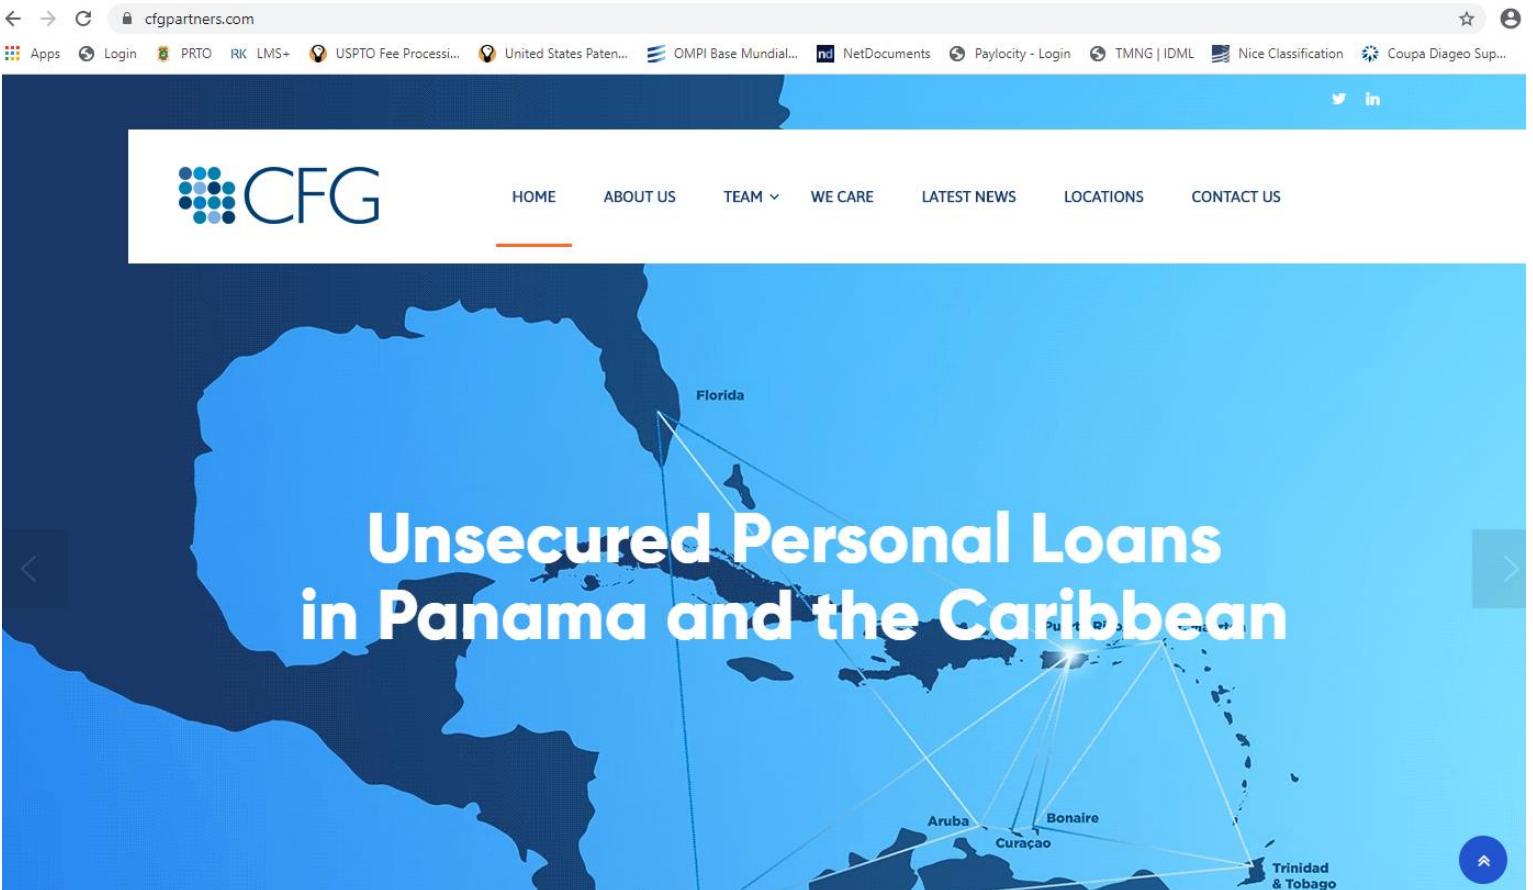 cfgpartners.com
Apps Login PRTO RK LMS+ USPTO Fee Processi... United States Paten... OMPI Base Mundial... nd NetDocuments Paylocity - Login TMNG | IDML Nice Classification Coupa Diageo Sup...
in
CFG HOME ABOUT US TEAM WE CARE LATEST NEWS LOCATIONS CONTACT US
Florida
Unsecured Personal Loans
in Panama and the Caribbean
Aruba
Bonaire
Curaçao
Trinidad
& Tobago